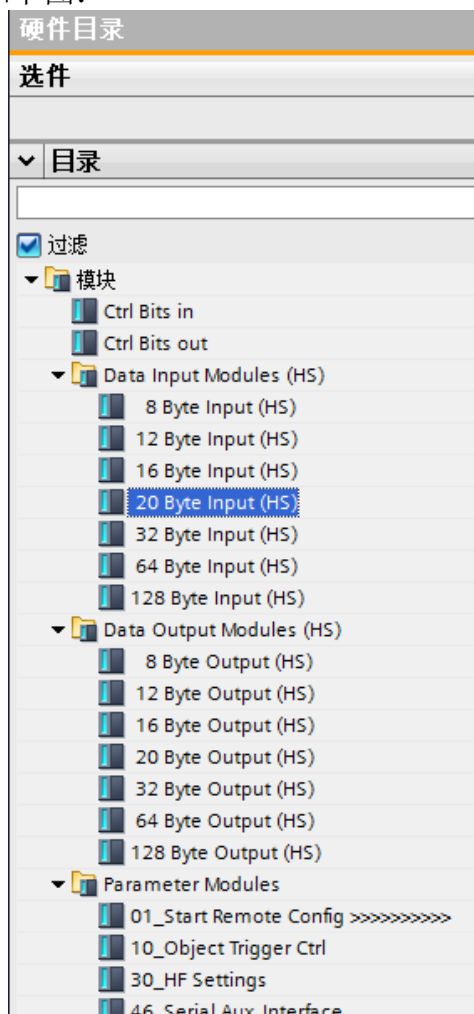 硬件目录
选件
目录
过滤
模块
Ctrl Bits in
Ctrl Bits out
Data Input Modules (HS)
8 Byte Input (HS)
12 Byte Input (HS)
16 Byte Input (HS)
20 Byte Input (HS)
32 Byte Input (HS)
64 Byte Input (HS)
128 Byte Input (HS)
Data Output Modules (HS)
8 Byte Output (HS)
12 Byte Output (HS)
16 Byte Output (HS)
20 Byte Output (HS)
32 Byte Output (HS)
64 Byte Output (HS)
128 Byte Output (HS)
Parameter Modules
01_Start Remote Config >>>>>>>>>>
10_Object Trigger Ctrl
30_HF Settings
46_Serial Aux Interface